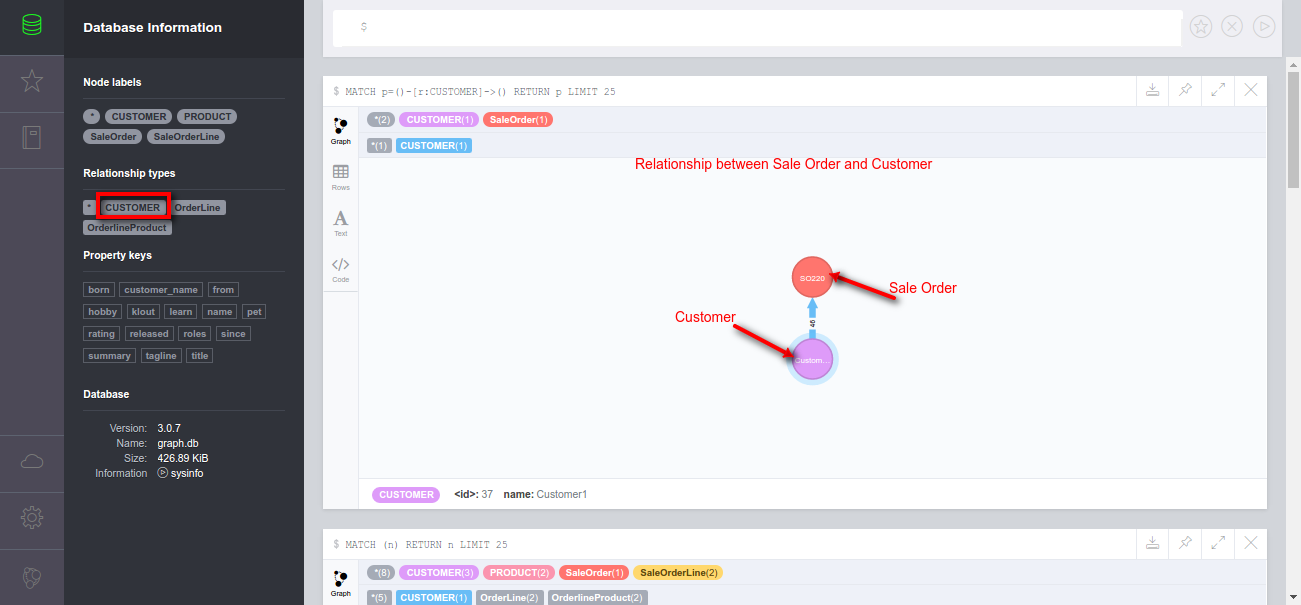 Database Information
Node labels
* CUSTOMER PRODUCT
SaleOrder SaleOrderLine
Relationship types
* CUSTOMER OrderLine
OrderlineProduct
Property keys
born customer_name from
hobby klout learn name pet
rating released roles since
summary tagline title
Database
Version: 3.0.7
Name: graph.db
Size: 426.89 KiB
Information sysinfo
$
$ MATCH p=()-[r:CUSTOMER]->() RETURN p LIMIT 25
Graph
Rows
A
Text
</>
Code
*(2) CUSTOMER(1) SaleOrder(1)
*(1) CUSTOMER(1)
Relationship between Sale Order and Customer
SO220
Sale Order
46
Customer
Custom...
CUSTOMER <id>: 37 name: Customer1
$ MATCH (n) RETURN n LIMIT 25
Graph
*(8) CUSTOMER(3) PRODUCT(2) SaleOrder(1) SaleOrderLine(2)
*(5) CUSTOMER(1) OrderLine(2) OrderlineProduct(2)